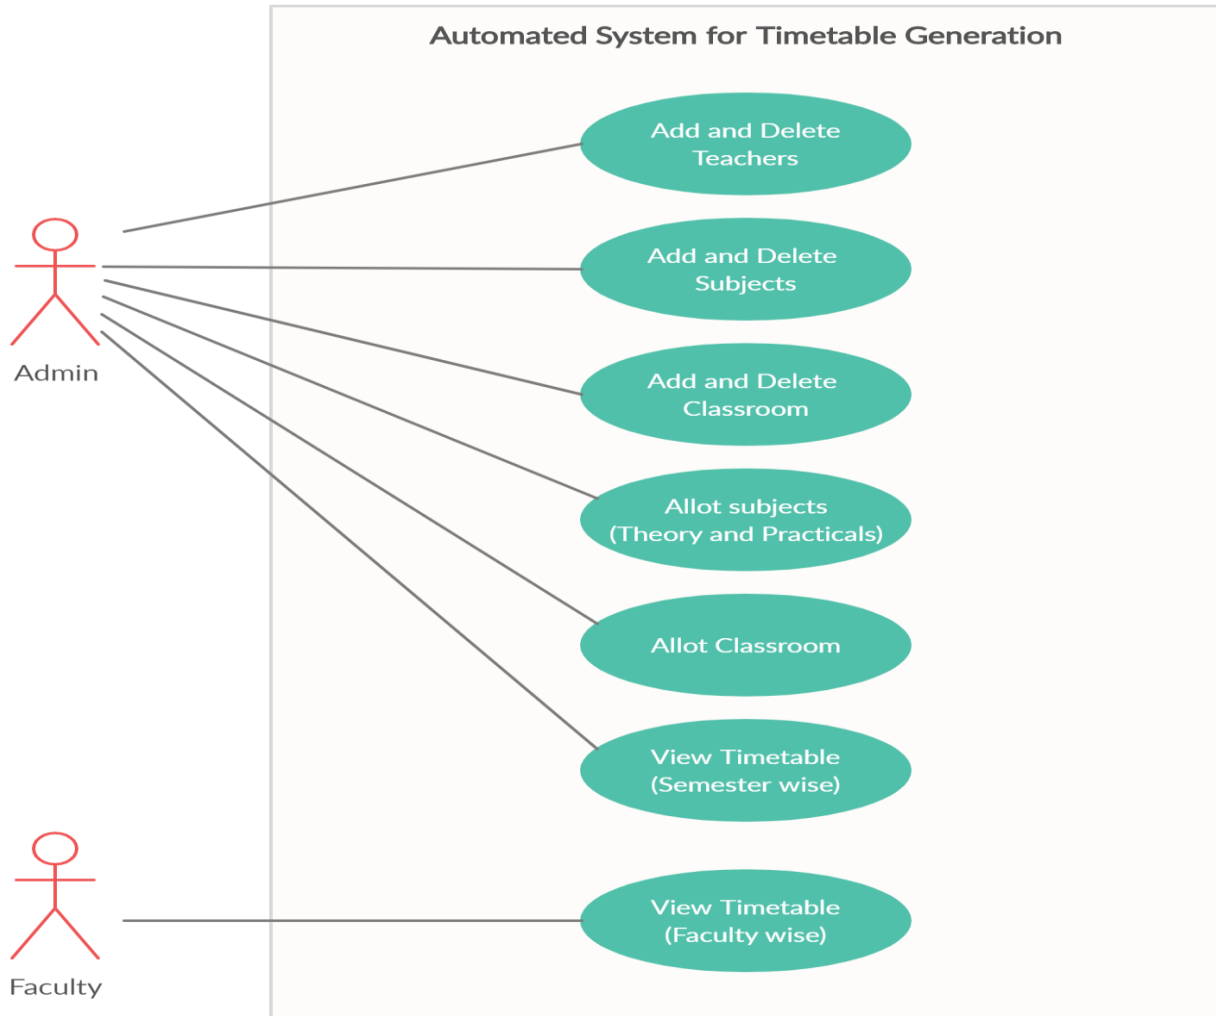 Automated System for Timetable Generation
Add and Delete
Teachers
Add and Delete
Subjects
Admin
Add and Delete
Classroom
Allot subjects
(Theory and Practicals)
Allot Classroom
View Timetable
(Semester wise)
View Timetable
(Faculty wise)
Faculty